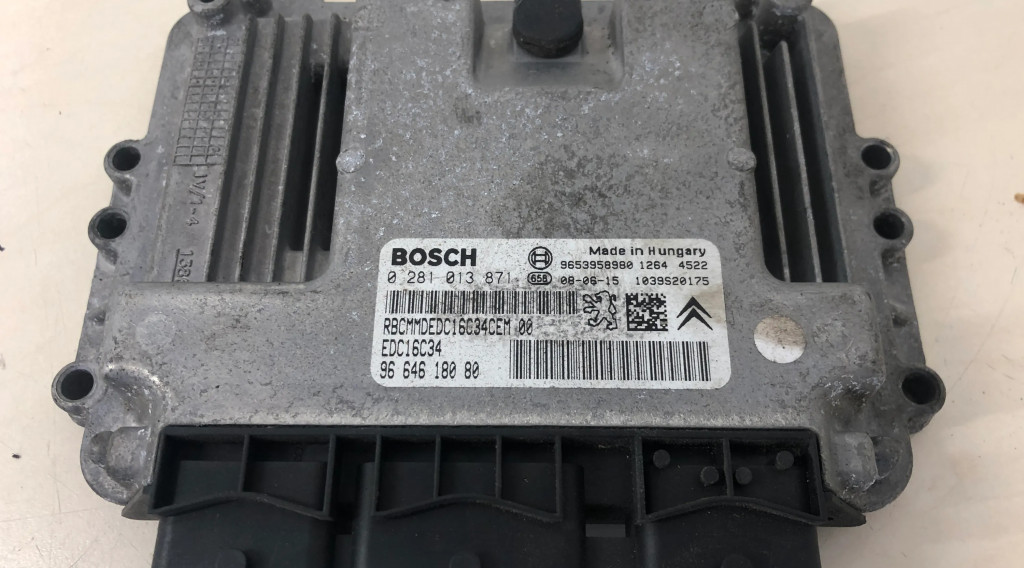 BOSCH
Made in Hungary
9653958980 1264 4522
0 281 013 871
656 08-06-15 1039S20175
RBCMMDEDC16C34CEM 00
EDC16C34
96 646 180 80